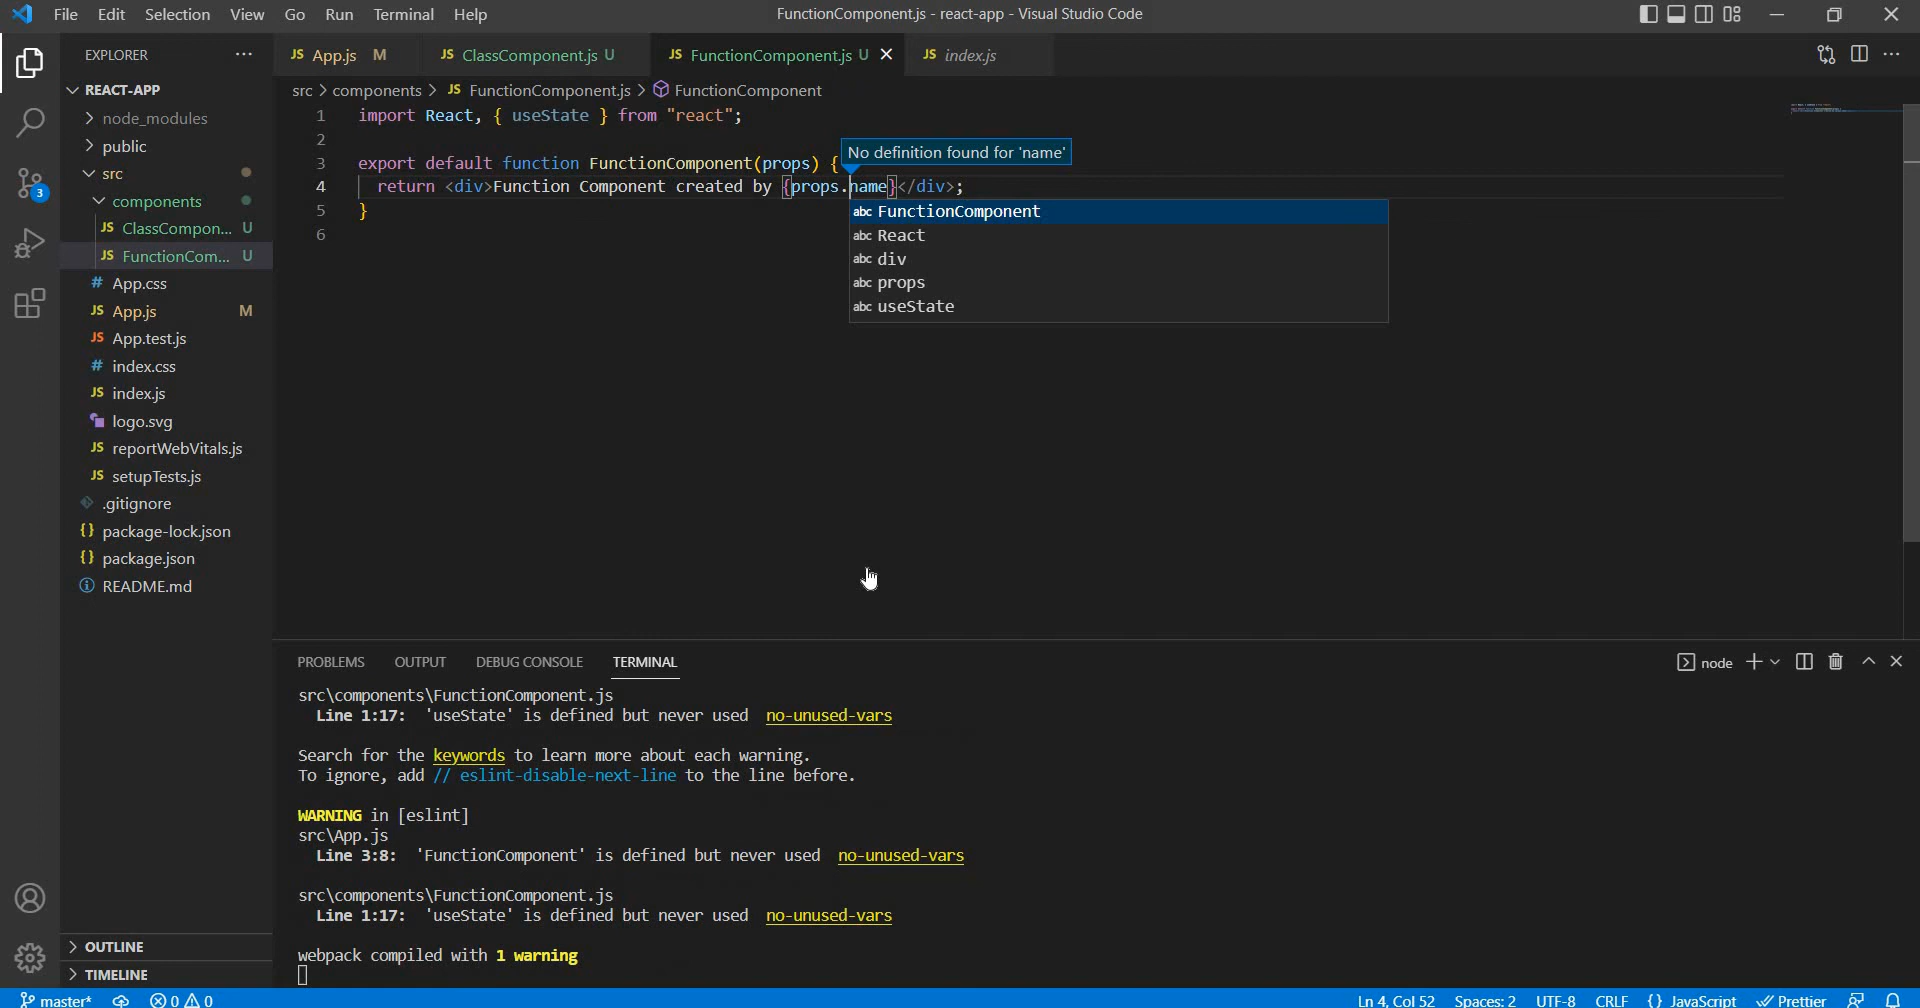 File Edit Selection View Go Run Terminal Help
FunctionComponent.js - react-app - Visual Studio Code
EXPLORER
REACT-APP
node_modules
public
src
components
ClassCompon... U
FunctionCom... U
App.css
App.js M
App.test.js
index.css
index.js
logo.svg
reportWebVitals.js
setupTests.js
.gitignore
package-lock.json
package.json
README.md
OUTLINE
TIMELINE
3
JS App.js M
JS ClassComponent.js U
JS FunctionComponent.js U
JS index.js
src > components > JS FunctionComponent.js > FunctionComponent
1 import React, { useState } from "react";
2
3 export default function FunctionComponent(props) {
No definition found for 'name'
4 return <div>Function Component created by {props.name}</div>;
5 }
6
abc FunctionComponent
abc React
abc div
abc props
abc useState
PROBLEMS OUTPUT DEBUG CONSOLE TERMINAL
node
src\components\FunctionComponent.js
Line 1:17: 'useState' is defined but never used no-unused-vars
Search for the keywords to learn more about each warning.
To ignore, add // eslint-disable-next-line to the line before.
WARNING in [eslint]
src\App.js
Line 3:8: 'FunctionComponent' is defined but never used no-unused-vars
src\components\FunctionComponent.js
Line 1:17: 'useState' is defined but never used no-unused-vars
webpack compiled with 1 warning
master* 0 0
Ln 4, Col 52 Spaces: 2 UTF-8 CRLF {} JavaScript Prettier